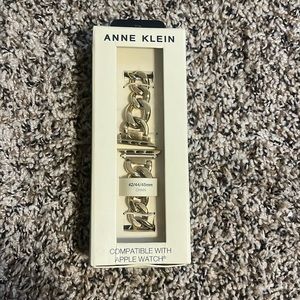 ANNE KLEIN
42/44/45mm
COMPATIBLE WITH
APPLE WATCH®